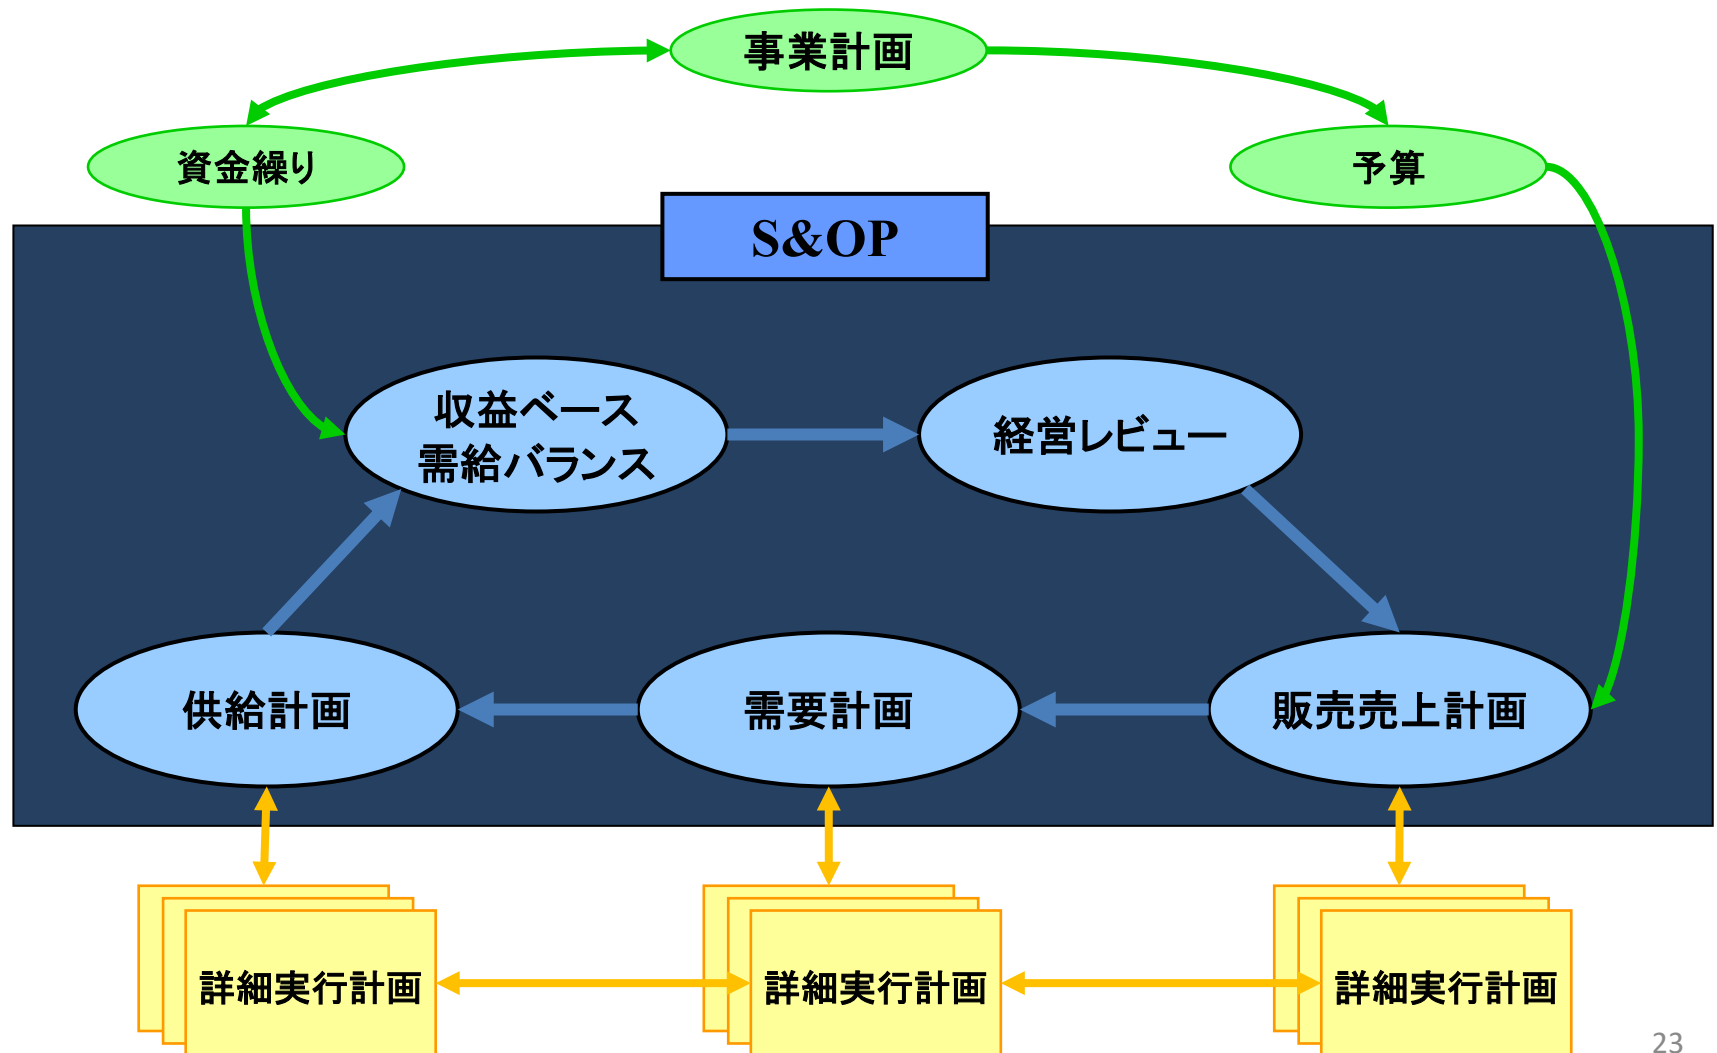 事業計画
資金繰り
予算
S&OP
収益ベース
需給バランス
経営レビュー
供給計画
需要計画
販売売上計画
詳細実行計画
詳細実行計画
詳細実行計画
23